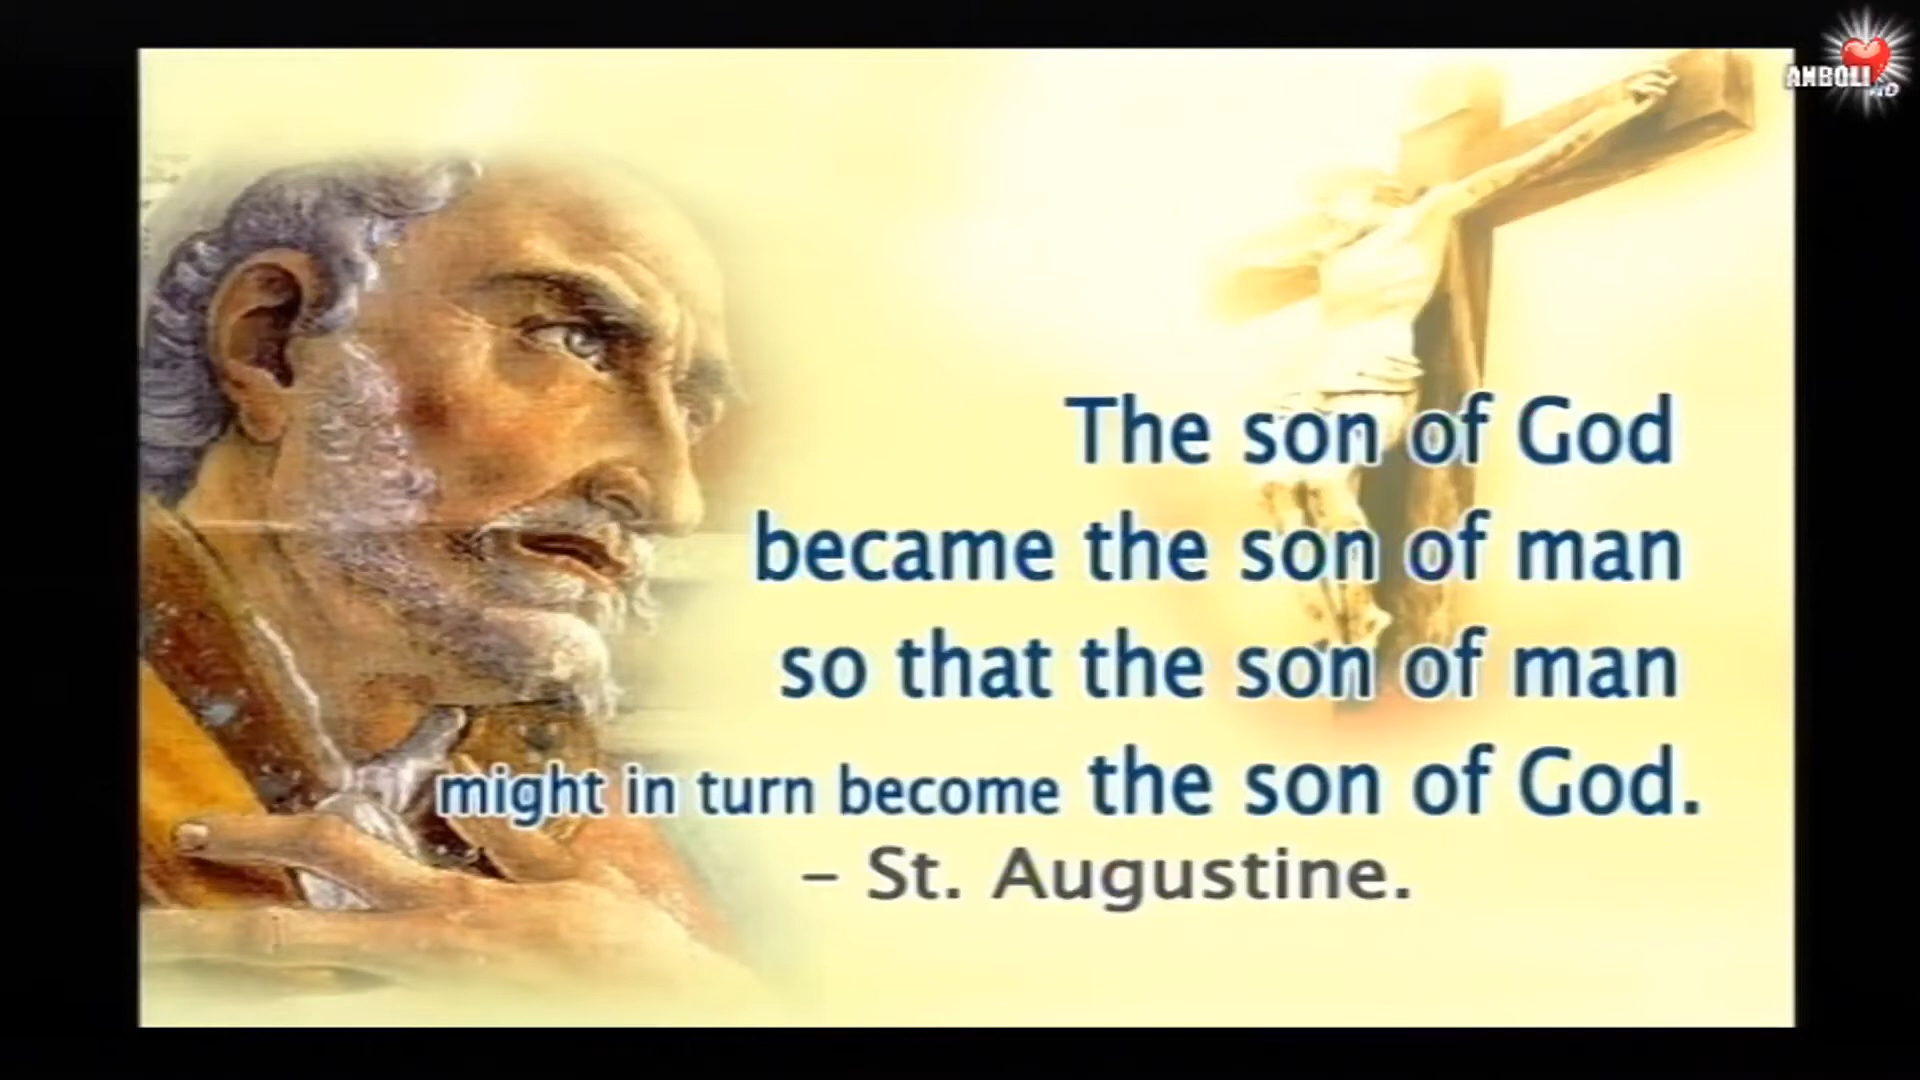 ANBOLI
HD
The son of God
became the son of man
so that the son of man
might in turn become the son of God.
– St. Augustine.